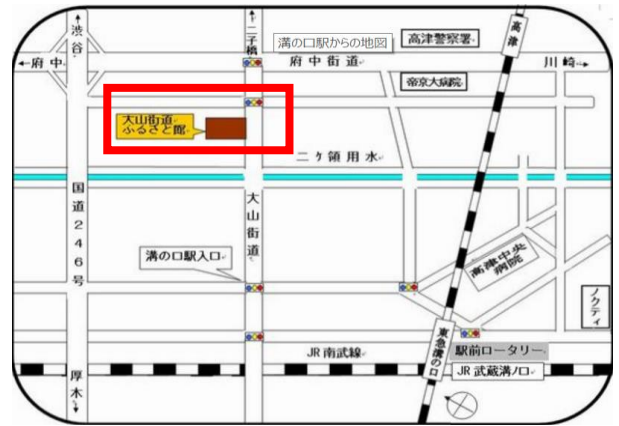 溝の口駅からの地図
渋谷
二子橋
高津
高津警察署
府中
府中街道
川崎
帝京大病院
大山街道
ふるさと館
二ヶ領用水
国道246号
大山街道
溝の口駅入口
高津中央
病院
ノクティ
東急溝の口
駅前ロータリー
JR南武線
JR武蔵溝ノ口
厚木